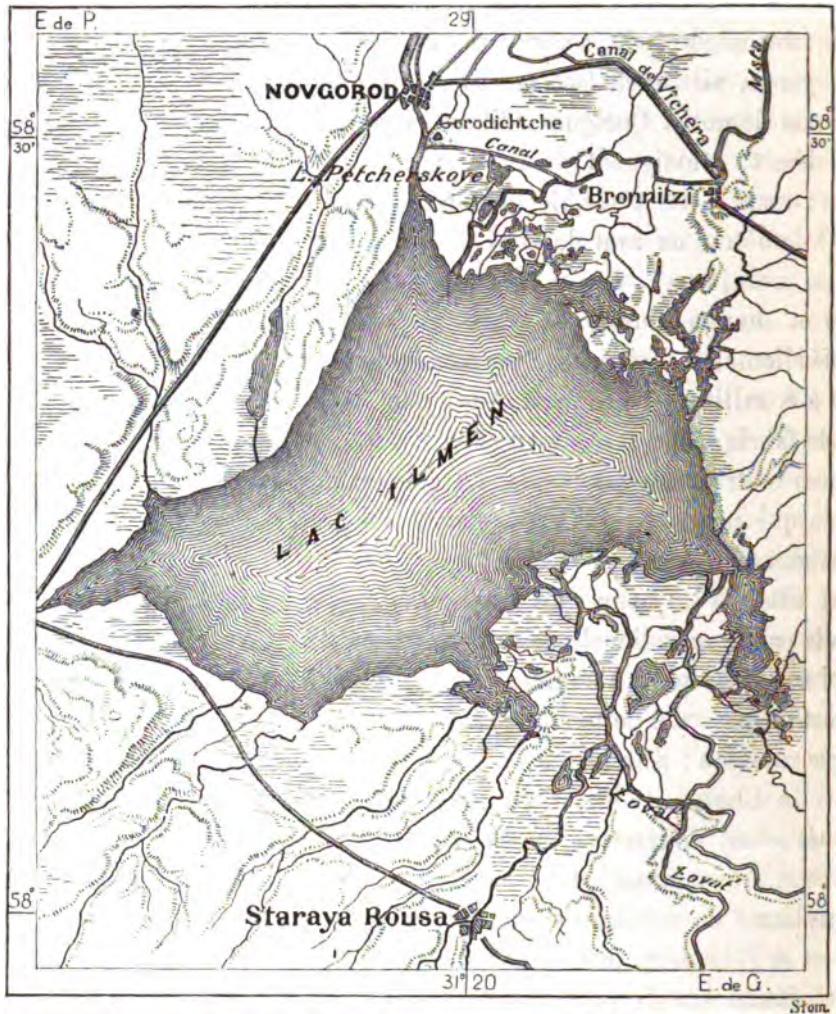 E de P.
29
NOVGOROD
Canal de Vichera
Msta
58°
30'
58°
30'
Gorodichtche
Canal
L. Petcherskoye
Bronnitzi
LAC ILMEN
Lovat'
Lovat'
58°
58°
Staraya Rousa
31° 20
E. de G.